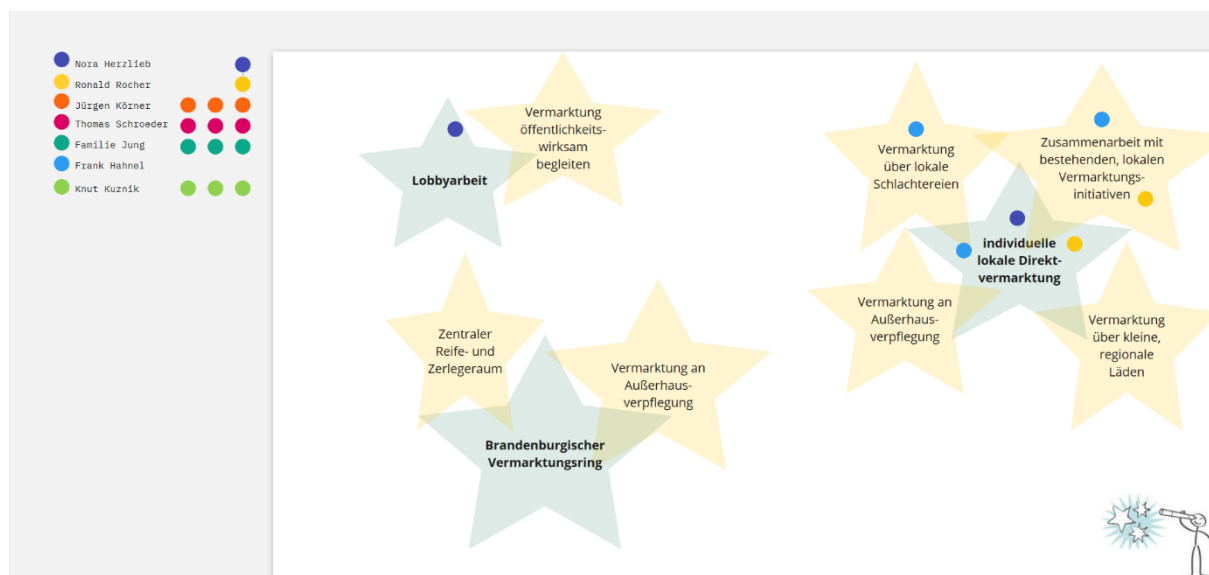 Nora Herzlieb
Ronald Rocher
Jürgen Körner
Thomas Schroeder
Familie Jung
Frank Hahnel
Knut Kuznik
Vermarktung
öffentlichkeits-
wirksam
begleiten
Lobbyarbeit
Vermarktung
über lokale
Schlachtereien
Zusammenarbeit mit
bestehenden, lokalen
Vermarktungs-
initiativen
individuelle
lokale Direkt-
vermarktung
Vermarktung an
Außerhaus-
verpflegung
Vermarktung
über kleine,
regionale
Läden
Zentraler
Reife- und
Zerlegeraum
Vermarktung an
Außerhaus-
verpflegung
Brandenburgischer
Vermarktungsring